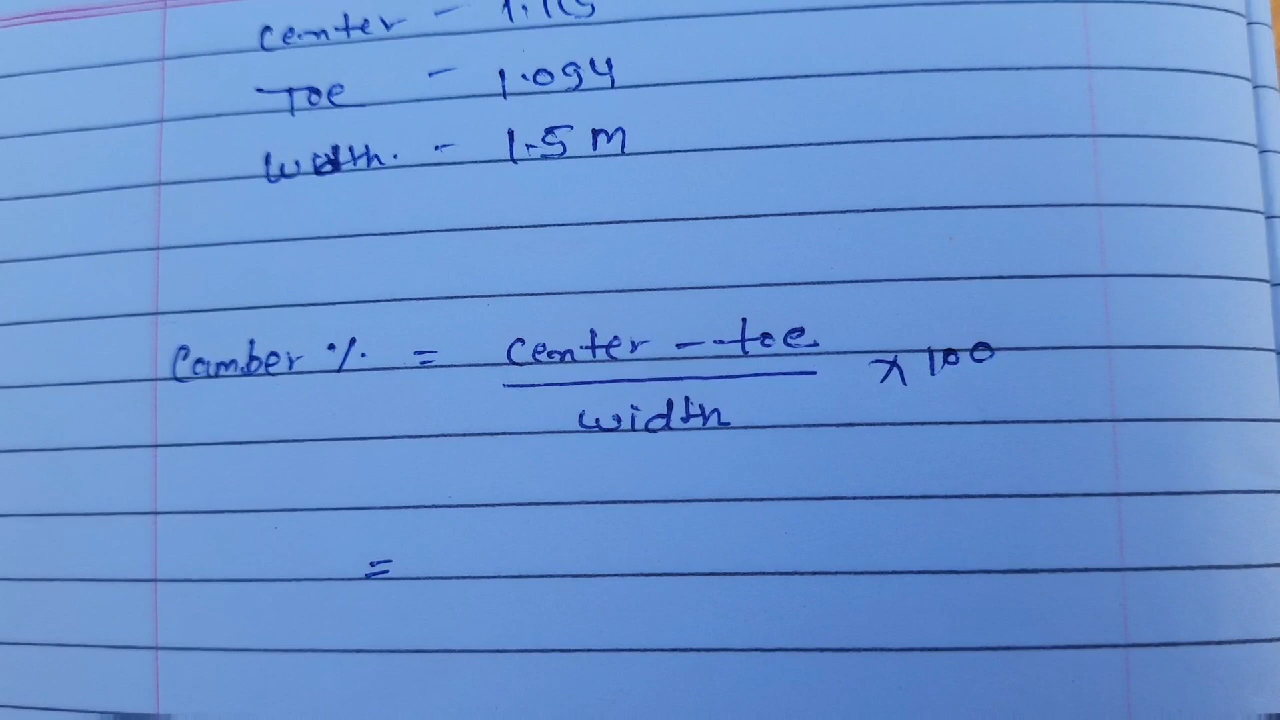 center -
Toe - 1.094
Width. - 1.5 m
Camber % = center - - toe x 100
width
=